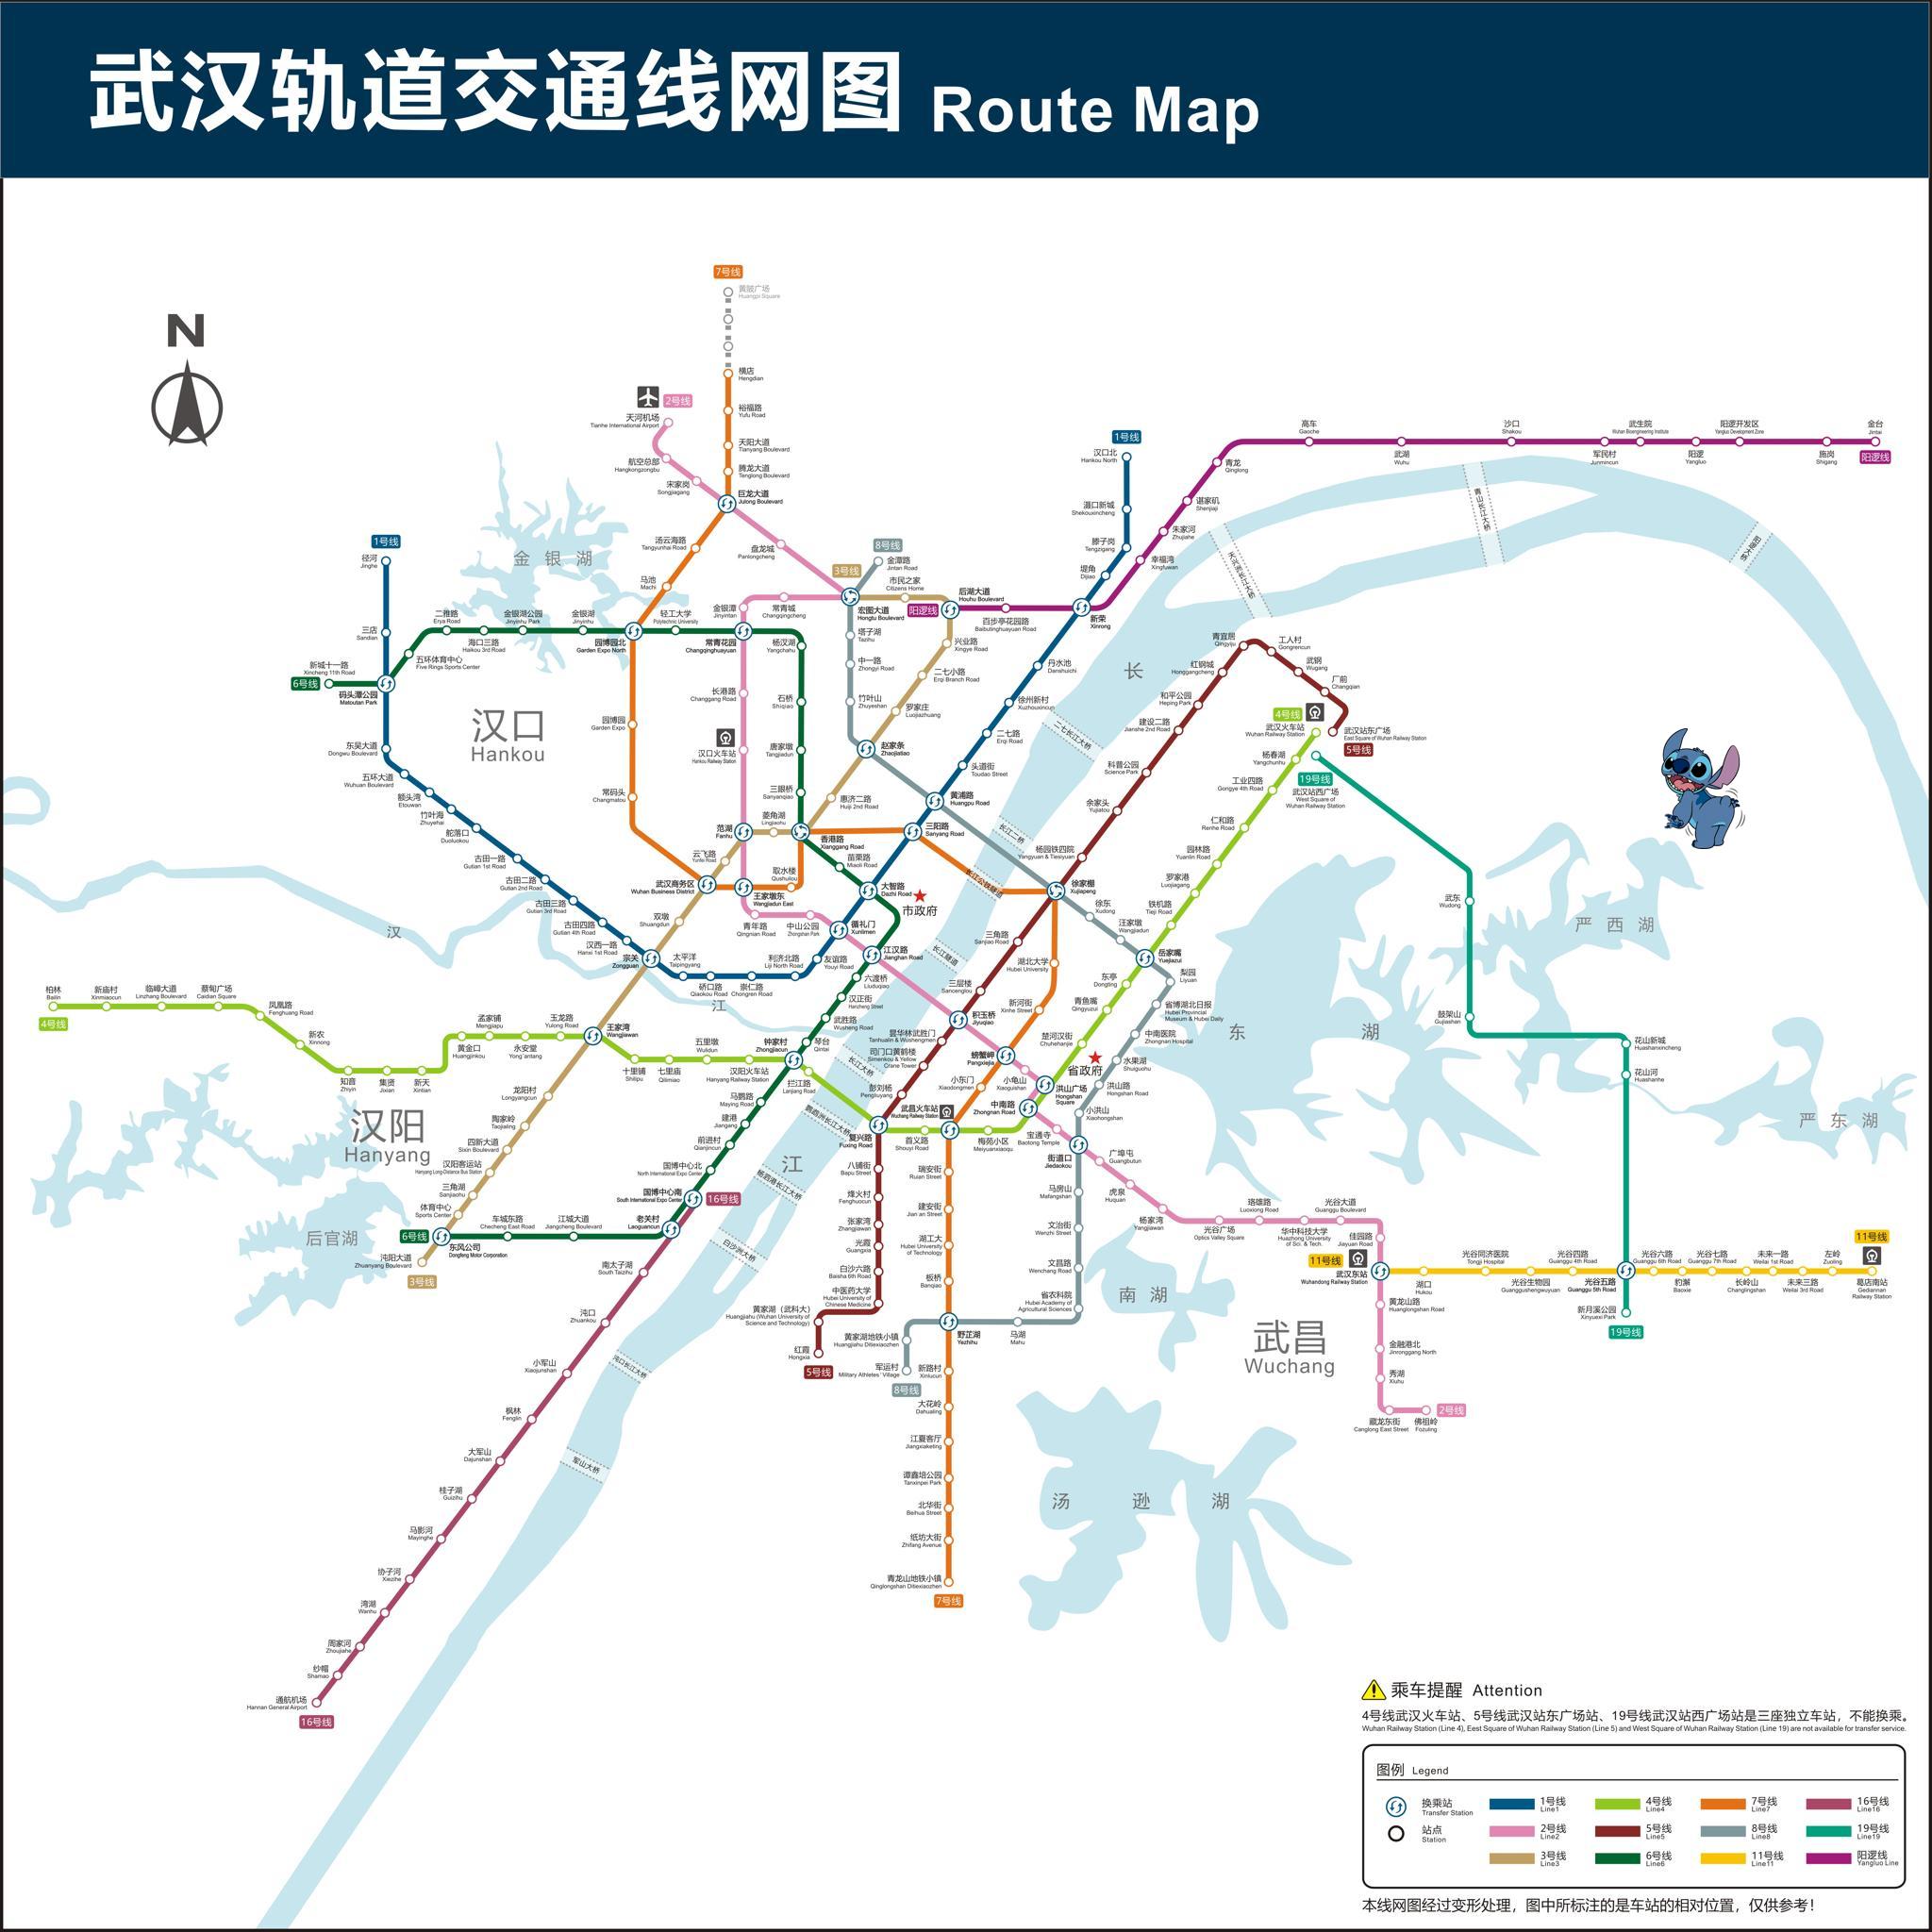 武汉轨道交通线网图 Route Map
N
7号线
黄陂广场
Huangpi Square
横店
Hengdian
裕福路
Yufu Road
天阳大道
Tianyang Boulevard
腾龙大道
Tenglong Boulevard
巨龙大道
Julong Boulevard
2号线
天河机场
Tianhe International Airport
航空总部
Hangkongzongbu
宋家岗
Songjiagang
汤云海路
Tangyunhai Road
盘龙城
Panlongcheng
马池
Machi
1号线
汉口北
Hankou North
滠口新城
Shekouxincheng
滕子岗
Tengzigang
堤角
Dijiao
新荣
Xinrong
高车
Gaoche
武湖
Wuhu
沙口
Shakou
军民村
Junmincun
武生院
Wuhan Bioengineering Institute
阳逻
Yangluo
阳逻开发区
Yangluo Development Zone
施岗
Shigang
金台
Jintai
阳逻线
青龙
Qinglong
谌家矶
Shenjiaji
朱家河
Zhujiahe
幸福湾
Xingfuwan
青山长江大桥
天兴洲长江大桥
阳逻大桥
1号线
径河
Jinghe
三店
Sandian
金银湖
8号线
金潭路
Jintan Road
3号线
市民之家
Citizens Home
宏图大道
Hongtu Boulevard
阳逻线
后湖大道
Houhu Boulevard
百步亭花园路
Baibutinghuayuan Road
二雅路
Erya Road
海口三路
Haikou 3rd Road
金银湖公园
Jinyinhu Park
金银湖
Jinyinhu
园博园北
Garden Expo North
轻工大学
Polytechnic University
金银潭
Jinyintan
常青城
Changqingcheng
常青花园
Changqinghuayuan
杨汊湖
Yangchahu
五环体育中心
Five Rings Sports Center
新城十一路
Xincheng 11th Road
6号线
码头潭公园
Matoutan Park
塔子湖
Tazihu
中一路
Zhongyi Road
竹叶山
Zhuyeshan
兴业路
Xingye Road
二七小路
Erqi Branch Road
罗家庄
Luojiazhuang
赵家条
Zhaojiatiao
丹水池
Danshuichi
徐州新村
Xuzhouxincun
二七路
Erqi Road
头道街
Toudao Street
黄浦路
Huangpu Road
长
二七长江大桥
青宜居
Qingyiju
工人村
Gongrencun
武钢
Wugang
厂前
Changqian
红钢城
Honggangcheng
和平公园
Heping Park
建设二路
Jianshe 2nd Road
科普公园
Science Park
余家头
Yujiatou
杨园铁四院
Yangyuan & Tiesiyuan
4号线
武汉火车站
Wuhan Railway Station
武汉站东广场
East Square of Wuhan Railway Station
5号线
杨春湖
Yangchunhu
19号线
武汉站西广场
West Square of
Wuhan Railway Station
工业四路
Gongye 4th Road
仁和路
Renhe Road
园林路
Yuanlin Road
罗家港
Luojiagang
铁机路
Tieji Road
汪家墩
Wangjiadun
岳家嘴
Yuejiazui
汉口
Hankou
东吴大道
Dongwu Boulevard
五环大道
Wuhuan Boulevard
额头湾
Etouwan
竹叶海
Zhuyehai
舵落口
Duoluokou
古田一路
Gutian 1st Road
古田二路
Gutian 2nd Road
古田三路
Gutian 3rd Road
古田四路
Gutian 4th Road
汉西一路
Hanxi 1st Road
宗关
Zongguan
太平洋
Taipingyang
硚口路
Qiaokou Road
崇仁路
Chongren Road
利济北路
Liji North Road
友谊路
Youyi Road
循礼门
Xunlimen
大智路
Dazhi Road
三阳路
Sanyang Road
园博园
Garden Expo
常码头
Changmatou
武汉商务区
Wuhan Business District
长港路
Changgang Road
汉口火车站
Hankou Railway Station
范湖
Fanhu
云飞路
Yunfei Road
王家墩东
Wangjiadun East
青年路
Qingnian Road
中山公园
Zhongshan Park
石桥
Shiqiao
唐家墩
Tangjiadun
三眼桥
Sanyanqiao
菱角湖
Lingjiaohu
香港路
Xianggang Road
惠济二路
Huiji 2nd Road
苗栗路
Miaoli Road
取水楼
Qushuilou
双墩
Shuangdun
市政府
江汉路
Jianghan Road
六渡桥
Liuduqiao
汉正街
Hanzheng Street
武胜路
Wusheng Road
琴台
Qintai
汉
江
长江二桥
长江公铁隧道
长江隧道
长江大桥
鹦鹉洲长江大桥
杨泗港长江大桥
白沙洲大桥
沌口长江大桥
军山大桥
江
徐家棚
Xujiapeng
徐东
Xudong
三角路
Sanjiao Road
湖北大学
Hubei University
三层楼
Sancenglou
新河街
Xinhe Street
积玉桥
Jiyuqiao
螃蟹岬
Pangxiejia
昙华林武胜门
Tanhualin & Wushengmen
司门口黄鹤楼
Simenkou & Yellow
Crane Tower
彭刘杨
Pengliuyang
复兴路
Fuxing Road
小东门
Xiaodongmen
小龟山
Xiaoguishan
武昌火车站
Wuchang Railway Station
首义路
Shouyi Road
梅苑小区
Meiyuanxiaoqu
中南路
Zhongnan Road
洪山广场
Hongshan
Square
东亭
Dongting
青鱼嘴
Qingyuzui
楚河汉街
Chuhehanjie
省政府
梨园
Liyuan
省博湖北日报
Hubei Provincial
Museum & Hubei Daily
中南医院
Zhongnan Hospital
水果湖
Shuiguohu
洪山路
Hongshan Road
小洪山
Xiaohongshan
宝通寺
Baotong Temple
街道口
Jiedaokou
广埠屯
Guangbutun
虎泉
Huquan
杨家湾
Yangjiawan
光谷广场
Optics Valley Square
珞雄路
Luoxiong Road
华中科技大学
Huazhong University
of Sci. & Tech.
光谷大道
Guanggu Boulevard
佳园路
Jiayuan Road
武汉东站
Wuhandong Railway Station
11号线
湖口
Hukou
光谷同济医院
Tongji Hospital
光谷生物园
Guanggushengwuyuan
光谷四路
Guanggu 4th Road
光谷五路
Guanggu 5th Road
光谷六路
Guanggu 6th Road
豹澥
Baoxie
光谷七路
Guanggu 7th Road
长岭山
Changlingshan
未来一路
Weilai 1st Road
未来三路
Weilai 3rd Road
左岭
Zuoling
11号线
葛店南站
Gediannan
Railway Station
新月溪公园
Xinyuexi Park
19号线
黄龙山路
Huanglongshan Road
金融港北
Jinronggang North
秀湖
Xiuhu
藏龙东街
Canglong East Street
佛祖岭
Fozuling
2号线
武东
Wudong
鼓架山
Gujiashan
花山新城
Huashanxincheng
花山河
Huashanhe
严西湖
严东湖
东湖
南湖
汤逊湖
武昌
Wuchang
柏林
Bailin
4号线
新庙村
Xinmiaocun
临嶂大道
Linzhang Boulevard
蔡甸广场
Caidian Square
凤凰路
Fenghuang Road
新农
Xinnong
知音
Zhiyin
集贤
Jixian
新天
Xintian
黄金口
Huangjinkou
孟家铺
Mengjiapu
永安堂
Yong'antang
玉龙路
Yulong Road
王家湾
Wangjiawan
十里铺
Shilipu
七里庙
Qilimiao
五里墩
Wulidun
汉阳火车站
Hanyang Railway Station
钟家村
Zhongjiacun
拦江路
Lanjiang Road
汉阳
Hanyang
后官湖
龙阳村
Longyangcun
陶家岭
Taojialing
四新大道
Sixin Boulevard
汉阳客运站
Hanyang Long-Distance Bus Station
三角湖
Sanjiaohu
体育中心
Sports Center
东风公司
Dongfeng Motor Corporation
6号线
沌阳大道
Zhuanyang Boulevard
3号线
车城东路
Checheng East Road
江城大道
Jiangcheng Boulevard
老关村
Laoguancun
国博中心南
South International Expo Center
16号线
国博中心北
North International Expo Center
前进村
Qianjincun
建港
Jiangang
马鹦路
Maying Road
南太子湖
South Taizihu
沌口
Zhuankou
小军山
Xiaojunshan
枫林
Fenglin
大军山
Dajunshan
桂子湖
Guizihu
马影河
Mayinghe
协子河
Xiezihe
湾湖
Wanhu
周家河
Zhoujiahe
纱帽
Shamao
通航机场
Hannan General Airport
16号线
八铺街
Bapu Street
烽火村
Fenghuocun
张家湾
Zhangjiawan
光霞
Guangxia
白沙六路
Baisha 6th Road
中医药大学
Hubei University of
Chinese Medicine
黄家湖（武科大）
Huangjiahu (Wuhan University of
Science and Technology)
红霞
Hongxia
5号线
瑞安街
Ruian Street
建安街
Jian an Street
湖工大
Hubei University
of Technology
板桥
Banqiao
野芷湖
Yezhihu
新路村
Xinlucun
大花岭
Dahualing
江夏客厅
Jiangxiaketing
谭鑫培公园
Tanxinpei Park
北华街
Beihua Street
纸坊大街
Zhifang Avenue
青龙山地铁小镇
Qinglongshan Ditiexiaozhen
7号线
马房山
Mafangshan
文治街
Wenzhi Street
文昌路
Wenchang Road
省农科院
Hubei Academy of
Agricultural Sciences
马湖
Mahu
黄家湖地铁小镇
Huangjiahu Ditiexiaozhen
军运村
Military Athletes' Village
8号线
乘车提醒 Attention
4号线武汉火车站、5号线武汉站东广场站、19号线武汉站西广场站是三座独立车站，不能换乘。
Wuhan Railway Station (Line 4), Eest Square of Wuhan Railway Station (Line 5) and West Square of Wuhan Railway Station (Line 19) are not available for transfer service.
图例 Legend
换乘站
Transfer Station
站点
Station
1号线
Line1
2号线
Line2
3号线
Line3
4号线
Line4
5号线
Line5
6号线
Line6
7号线
Line7
8号线
Line8
11号线
Line11
16号线
Line16
19号线
Line19
阳逻线
Yangluo Line
本线网图经过变形处理，图中所标注的是车站的相对位置，仅供参考！